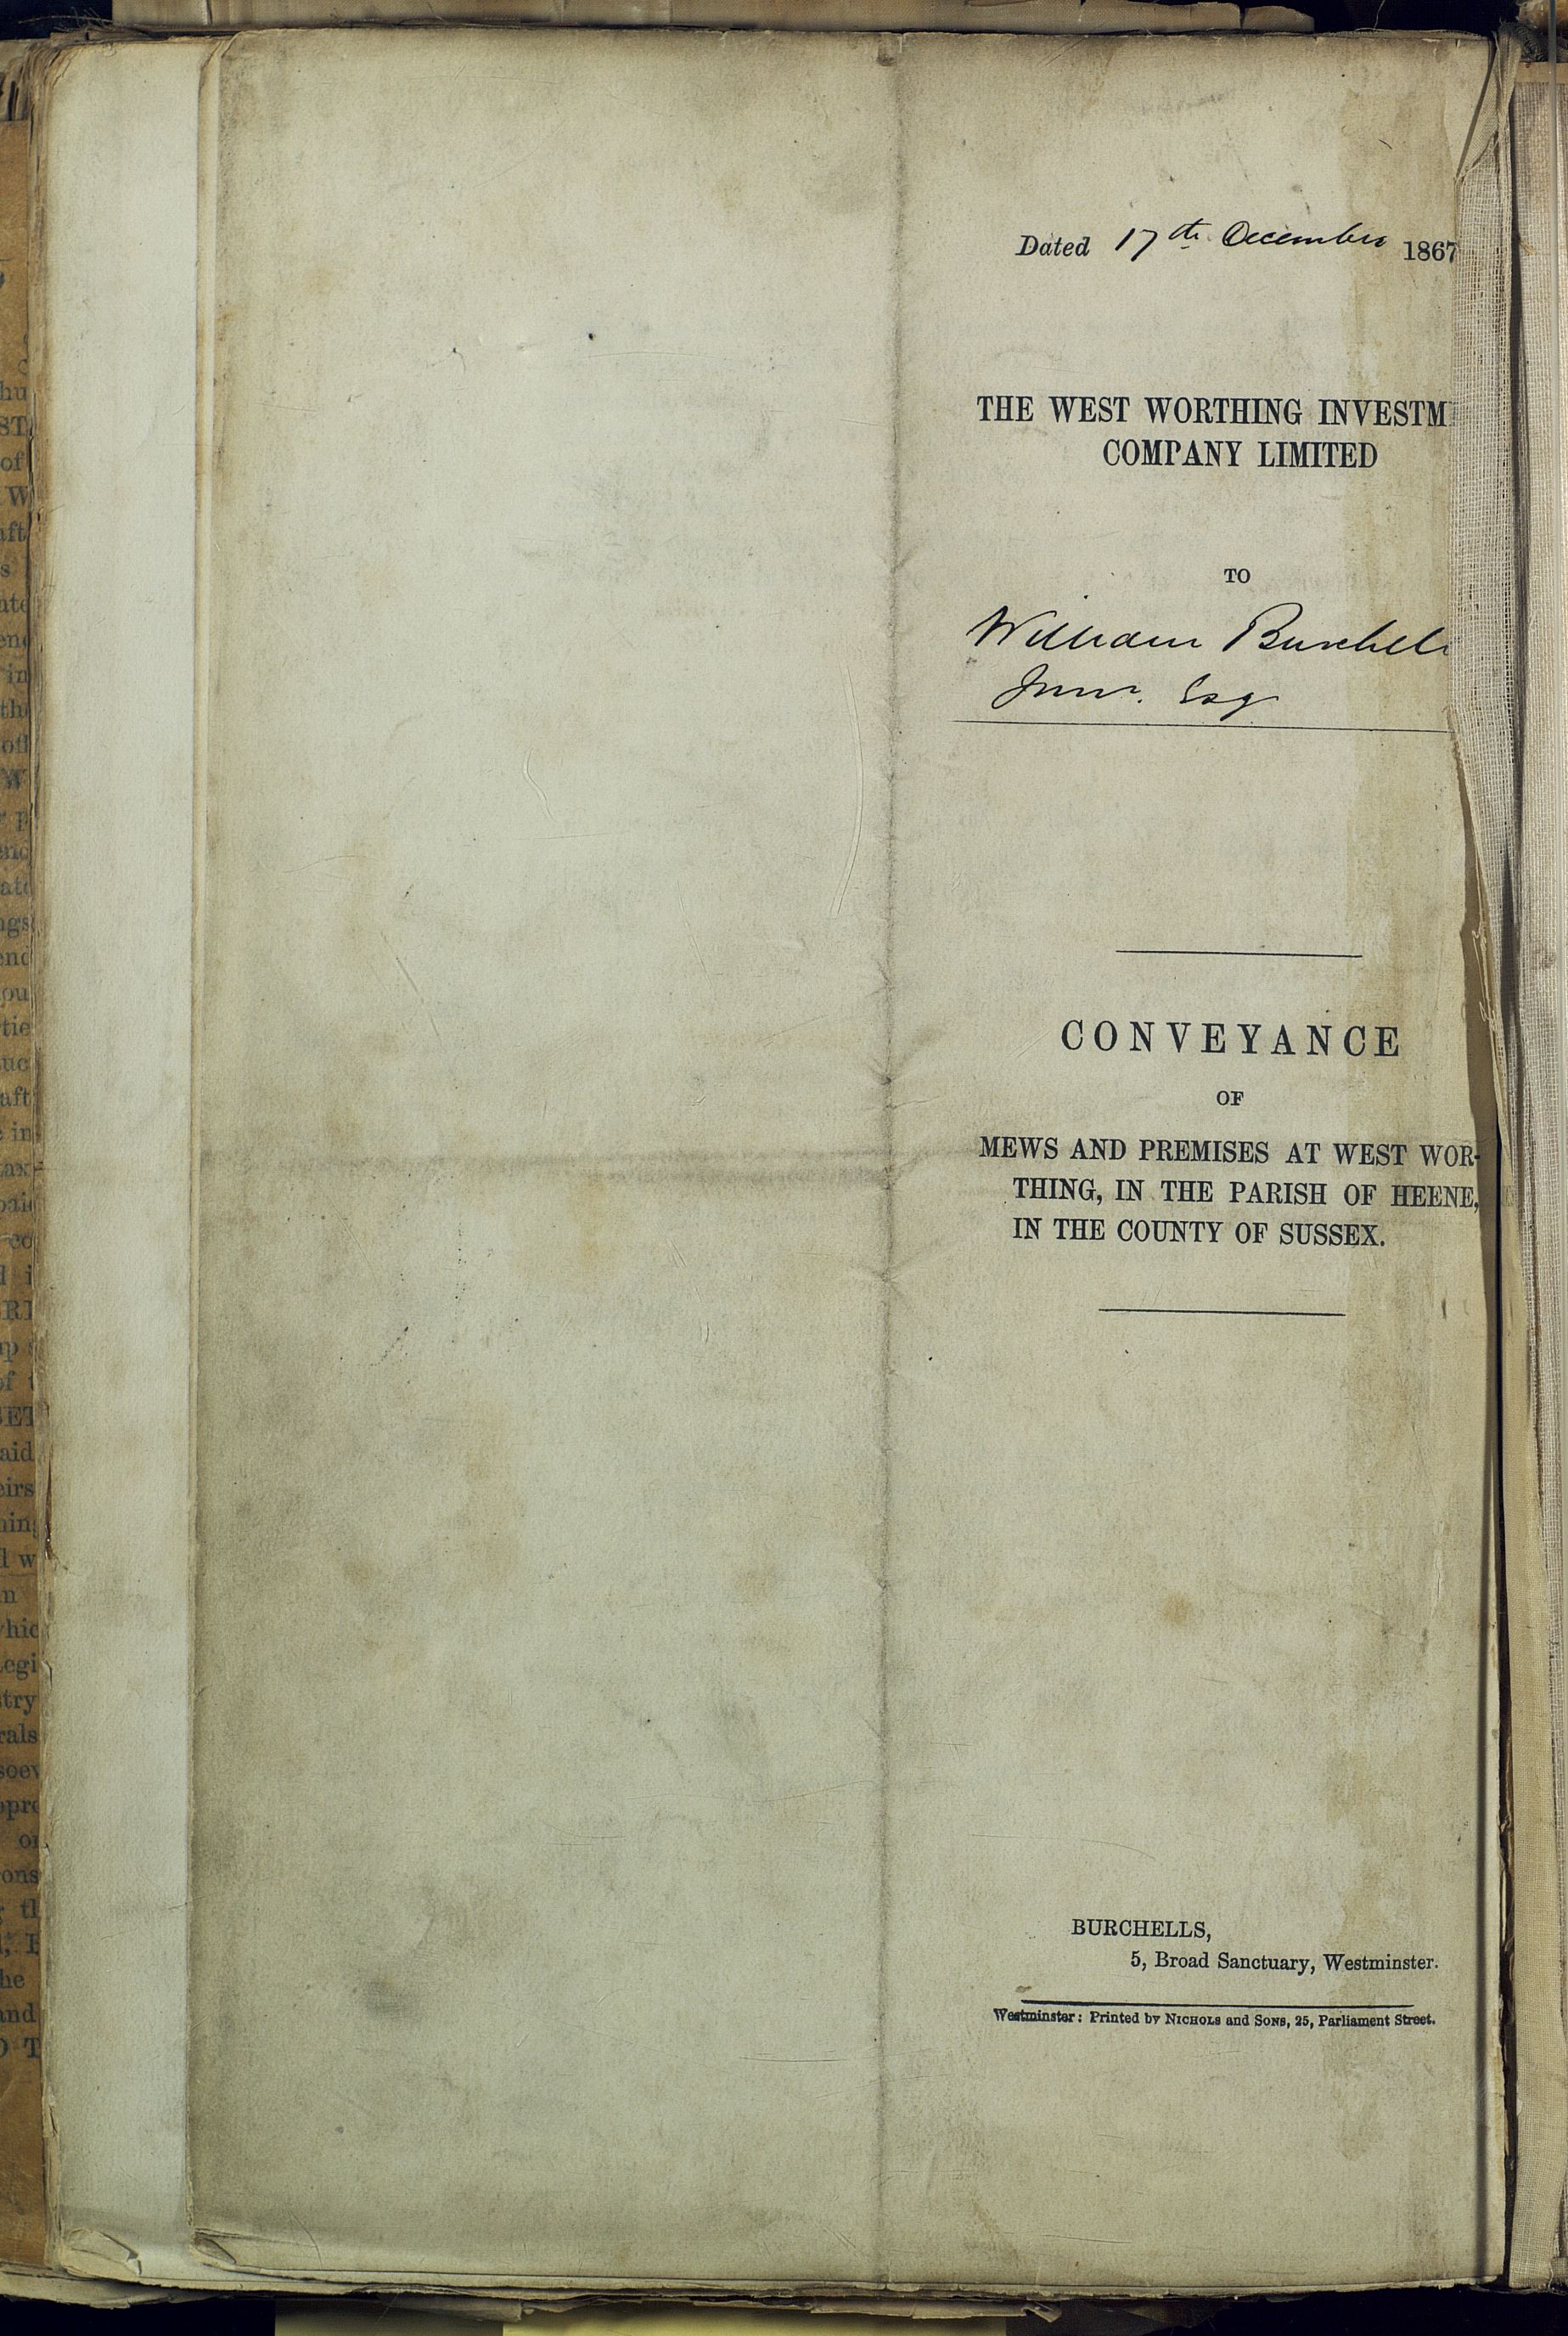 Dated 17th December 1867
THE WEST WORTHING INVESTM
COMPANY LIMITED
TO
William Burchell
Junr. Esq
CONVEYANCE
OF
MEWS AND PREMISES AT WEST WOR-
THING, IN THE PARISH OF HEENE,
IN THE COUNTY OF SUSSEX.
BURCHELLS,
5, Broad Sanctuary, Westminster.
Westminster: Printed by NICHOLS and SONS, 25, Parliament Street.